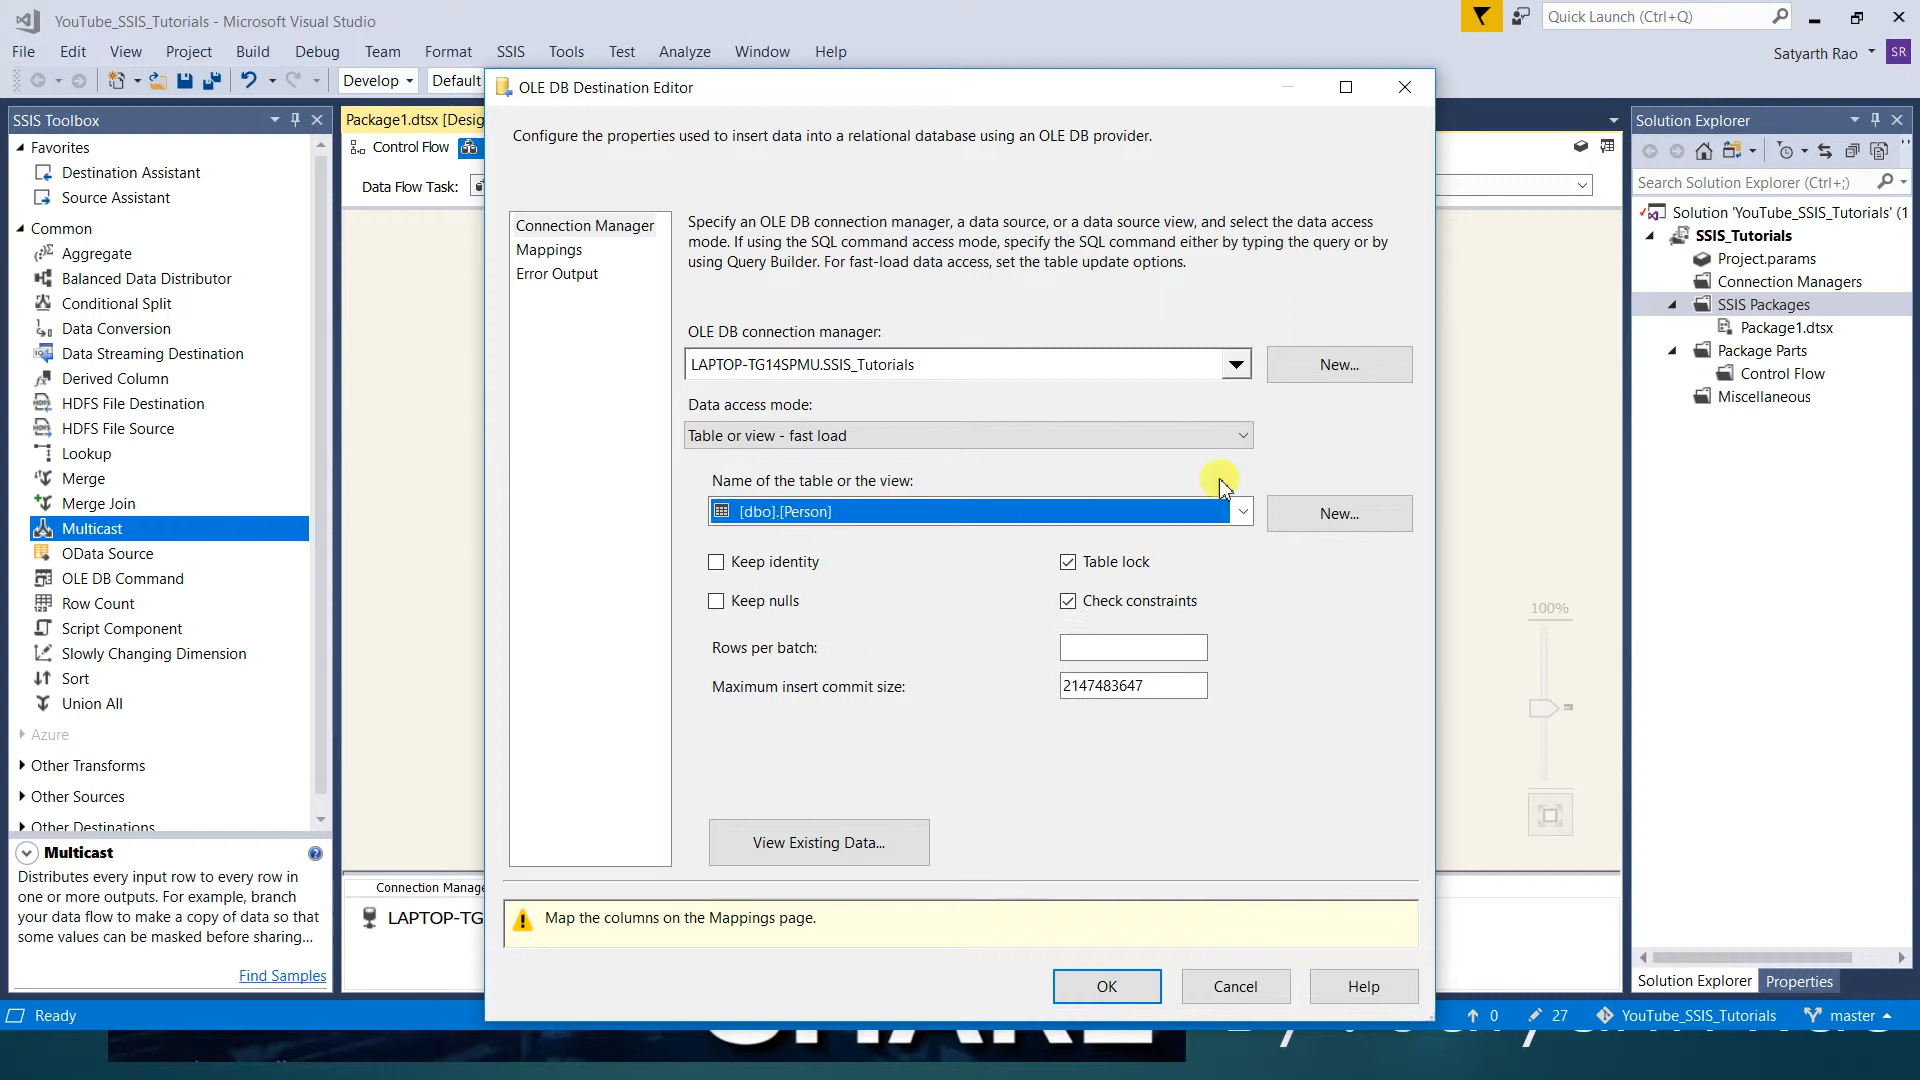 YouTube_SSIS_Tutorials - Microsoft Visual Studio
Quick Launch (Ctrl+Q)
File Edit View Project Build Debug Team Format SSIS Tools Test Analyze Window Help
Satyarth Rao SR
Develop Default
SSIS Toolbox
Favorites
Destination Assistant
Source Assistant
Common
Aggregate
Balanced Data Distributor
Conditional Split
Data Conversion
Data Streaming Destination
Derived Column
HDFS File Destination
HDFS File Source
Lookup
Merge
Merge Join
Multicast
OData Source
OLE DB Command
Row Count
Script Component
Slowly Changing Dimension
Sort
Union All
Azure
Other Transforms
Other Sources
Other Destinations
Multicast
Distributes every input row to every row in
one or more outputs. For example, branch
your data flow to make a copy of data so that
some values can be masked before sharing...
Find Samples
Package1.dtsx [Desig
Control Flow
Data Flow Task:
Connection Manage
LAPTOP-TG
OLE DB Destination Editor
Configure the properties used to insert data into a relational database using an OLE DB provider.
Connection Manager
Mappings
Error Output
Specify an OLE DB connection manager, a data source, or a data source view, and select the data access
mode. If using the SQL command access mode, specify the SQL command either by typing the query or by
using Query Builder. For fast-load data access, set the table update options.
OLE DB connection manager:
LAPTOP-TG14SPMU.SSIS_Tutorials
New...
Data access mode:
Table or view - fast load
Name of the table or the view:
[dbo].[Person]
New...
Keep identity
Table lock
Keep nulls
Check constraints
Rows per batch:
Maximum insert commit size:
2147483647
View Existing Data...
Map the columns on the Mappings page.
OK
Cancel
Help
100%
Solution Explorer
Search Solution Explorer (Ctrl+;)
Solution 'YouTube_SSIS_Tutorials' (1
SSIS_Tutorials
Project.params
Connection Managers
SSIS Packages
Package1.dtsx
Package Parts
Control Flow
Miscellaneous
Solution Explorer
Properties
Ready
0
27
YouTube_SSIS_Tutorials
master